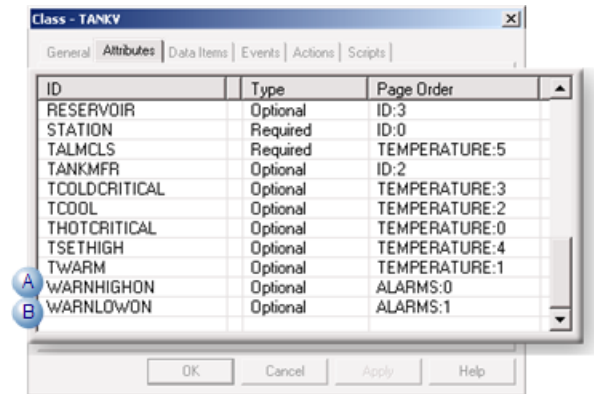 Class - TANKV
General Attributes Data Items Events Actions Scripts
ID Type Page Order
RESERVOIR Optional ID:3
STATION Required ID:0
TALMCLS Required TEMPERATURE:5
TANKMFR Optional ID:2
TCOLDCRITICAL Optional TEMPERATURE:3
TCOOL Optional TEMPERATURE:2
THOTCRITICAL Optional TEMPERATURE:0
TSETHIGH Optional TEMPERATURE:4
TWARM Optional TEMPERATURE:1
A WARNHIGHON Optional ALARMS:0
B WARNLOWON Optional ALARMS:1
OK Cancel Apply Help